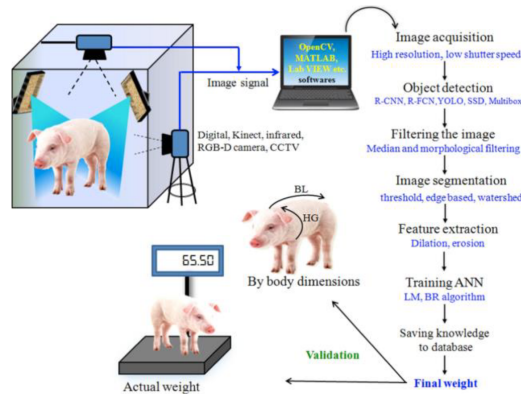 OpenCV,
MATLAB,
Lab VIEW etc.
softwares
Image signal
Digital, Kinect, infrared,
RGB-D camera, CCTV
Image acquisition
High resolution, low shutter speed
Object detection
R-CNN, R-FCN, YOLO, SSD, Multibox
Filtering the image
Median and morphological filtering
Image segmentation
threshold, edge based, watershed
Feature extraction
Dilation, erosion
Training ANN
LM, BR algorithm
Saving knowledge
to database
Final weight
BL
HG
By body dimensions
65.50
Validation
Actual weight